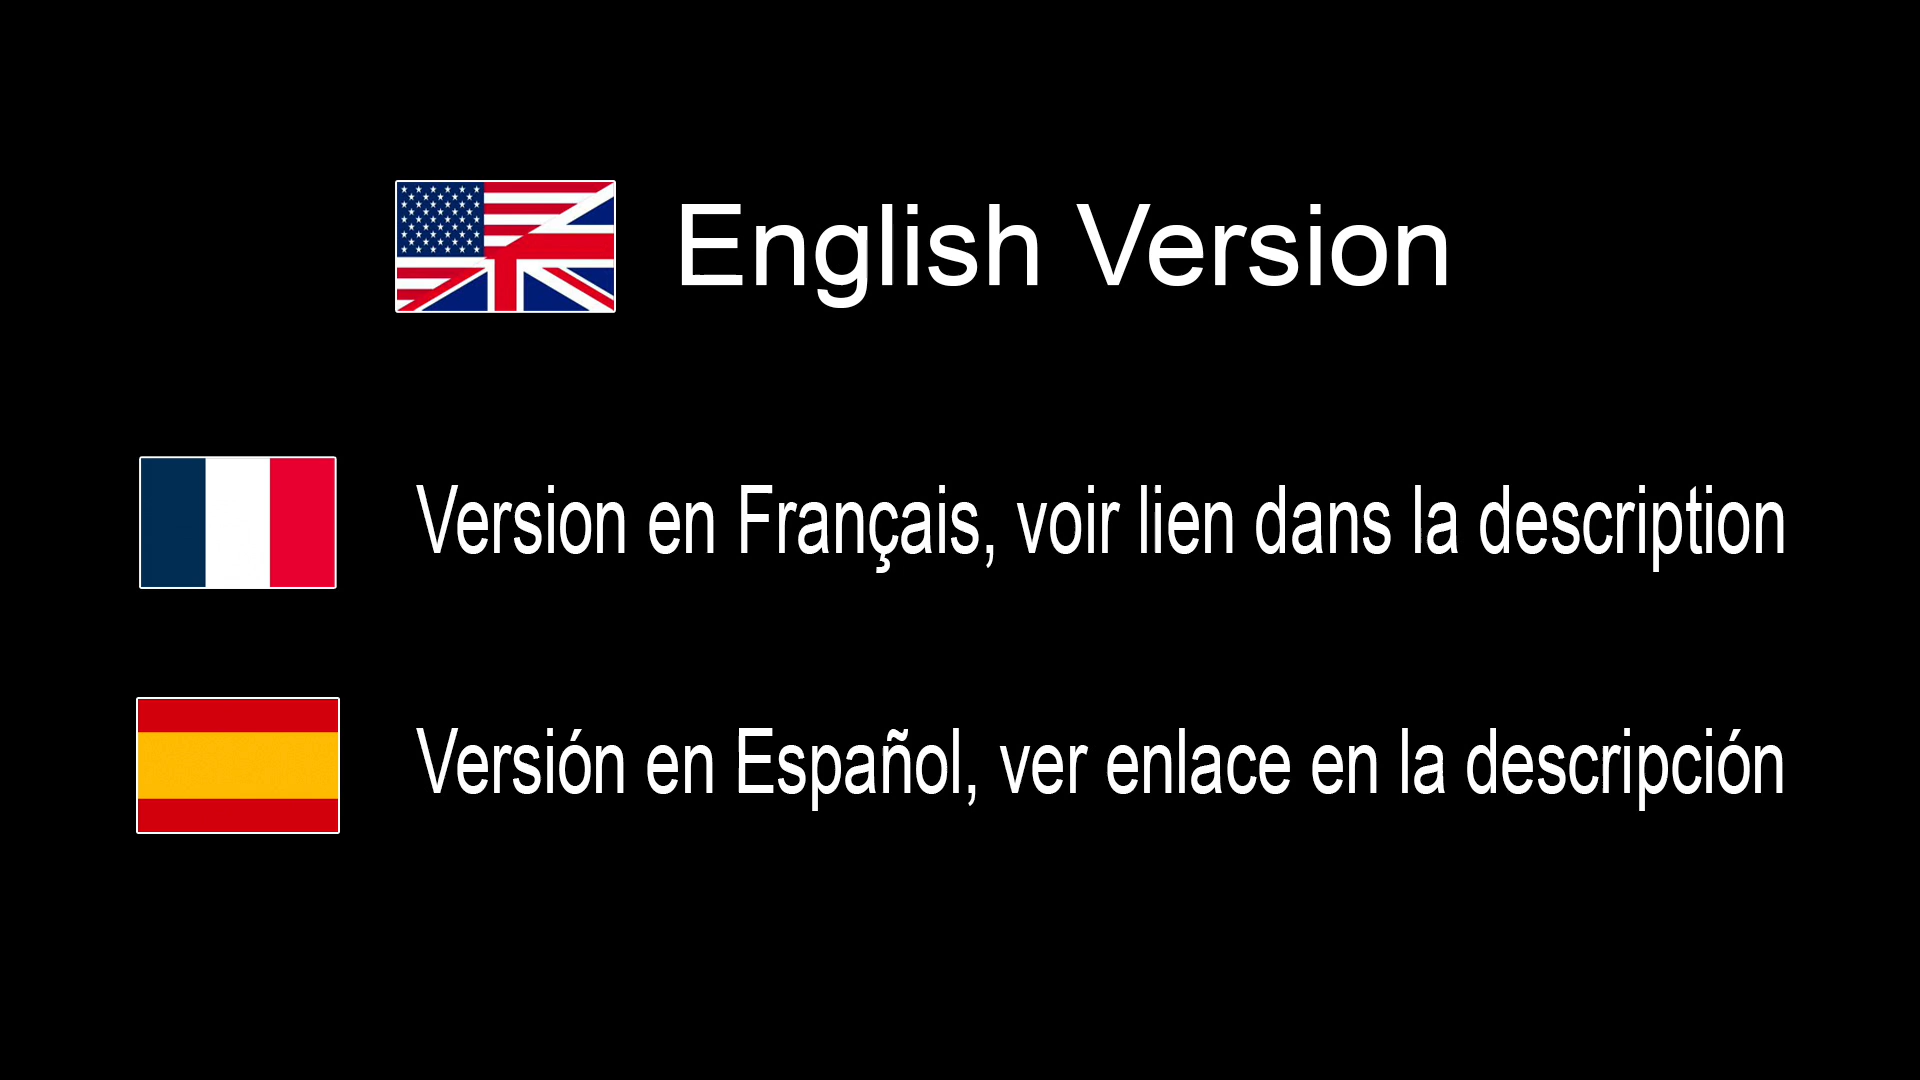 English Version
Version en Français, voir lien dans la description
Versión en Español, ver enlace en la descripción